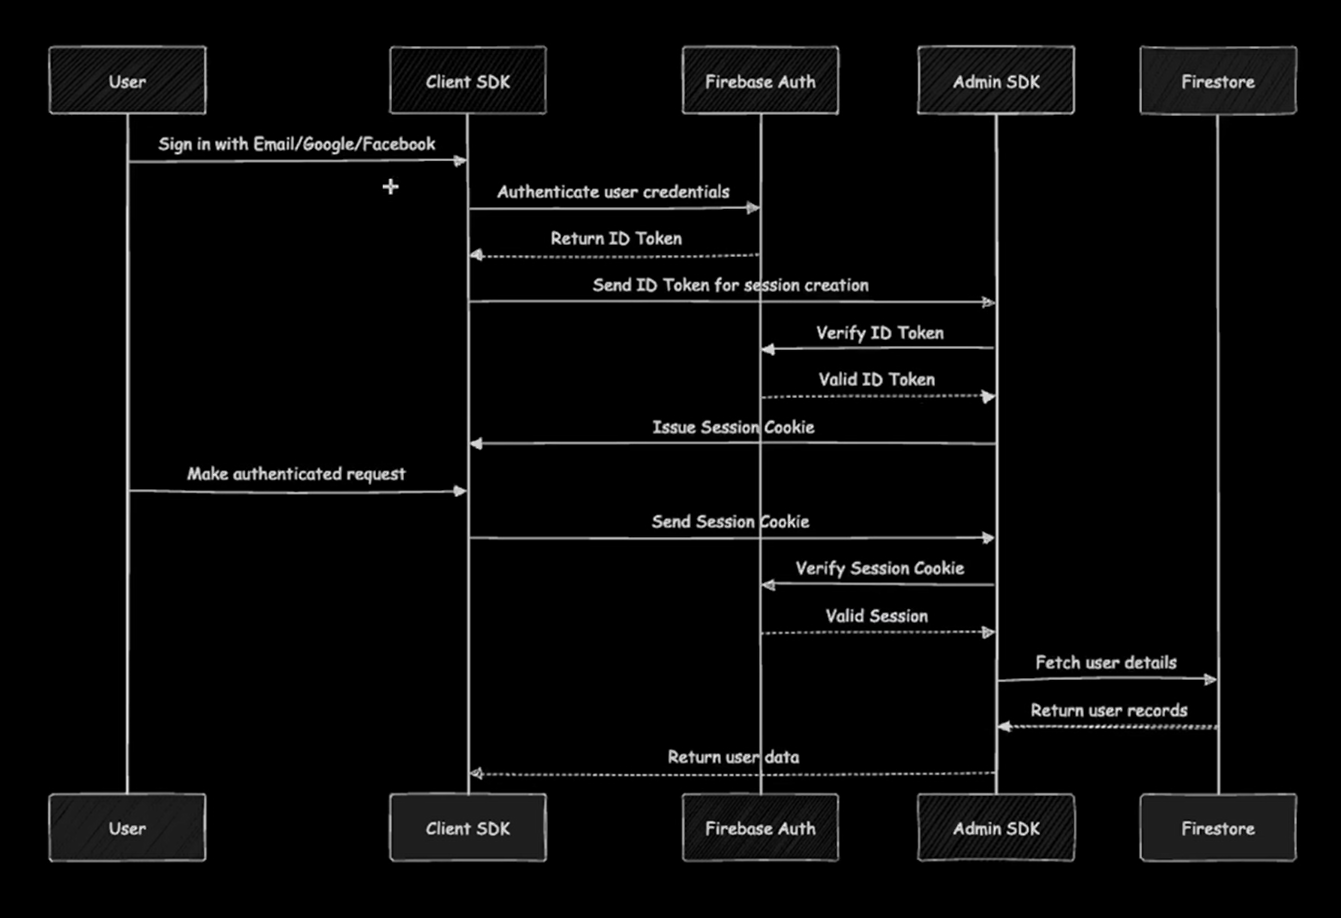 User
Client SDK
Firebase Auth
Admin SDK
Firestore
Sign in with Email/Google/Facebook
Authenticate user credentials
Return ID Token
Send ID Token for session creation
Verify ID Token
Valid ID Token
Issue Session Cookie
Make authenticated request
Send Session Cookie
Verify Session Cookie
Valid Session
Fetch user details
Return user records
Return user data
User
Client SDK
Firebase Auth
Admin SDK
Firestore